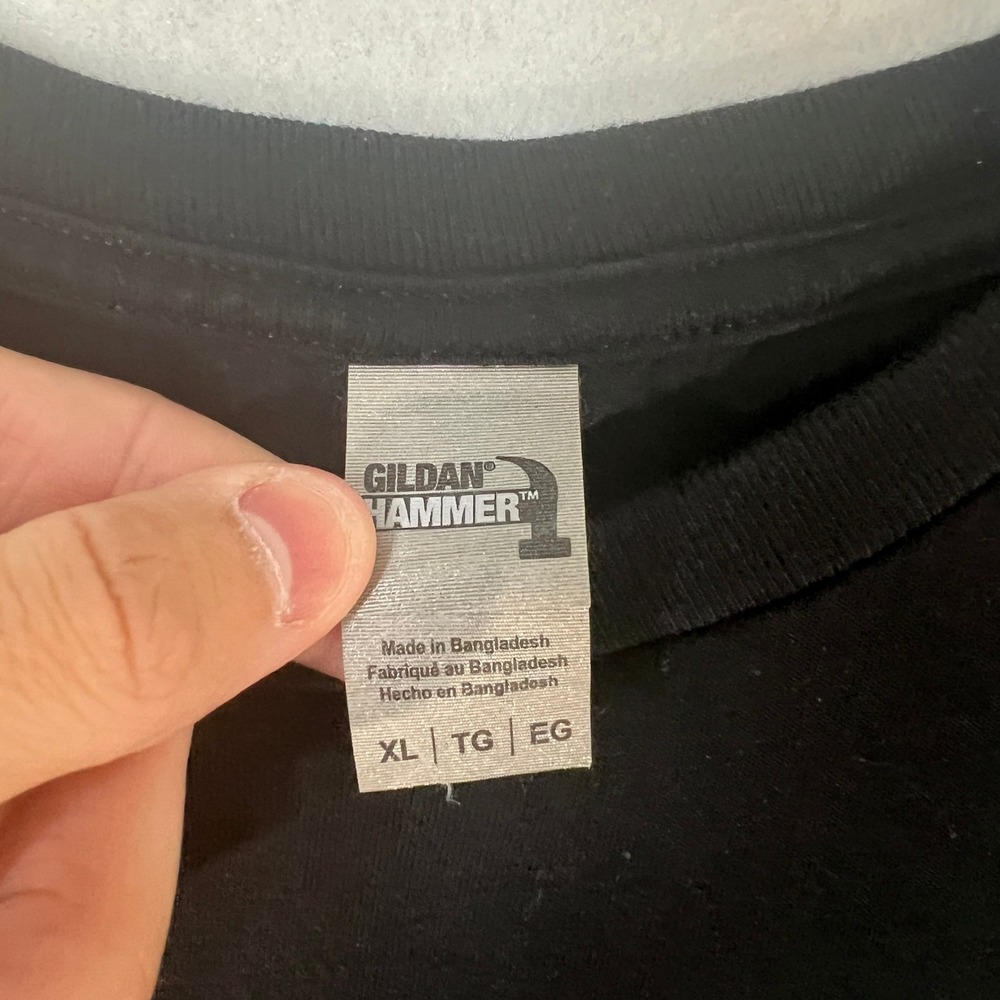 GILDAN®
HAMMER™
Made in Bangladesh
Fabriqué au Bangladesh
Hecho en Bangladesh
XL | TG | EG